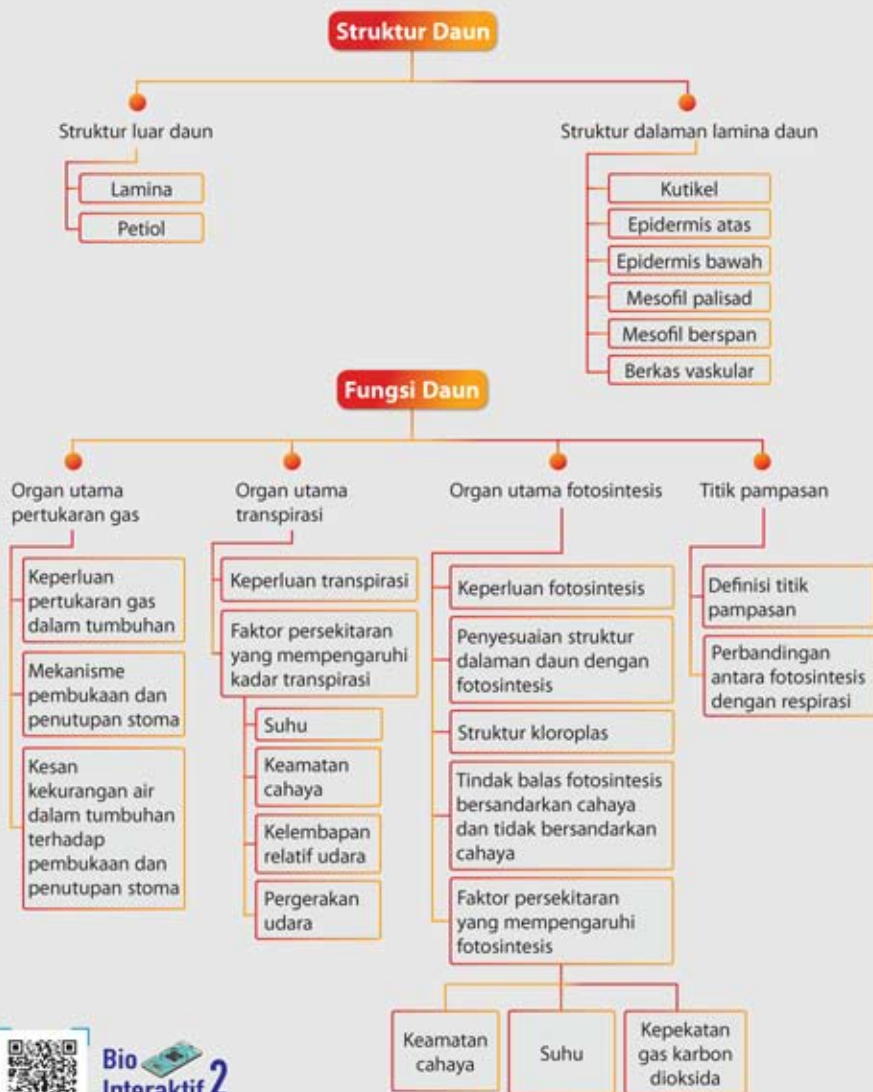 Struktur Daun
Struktur luar daun
Lamina
Petiol
Struktur dalaman lamina daun
Kutikel
Epidermis atas
Epidermis bawah
Mesofil palisad
Mesofil berspan
Berkas vaskular
Fungsi Daun
Organ utama
pertukaran gas
Keperluan
pertukaran gas
dalam tumbuhan
Mekanisme
pembukaan dan
penutupan stoma
Kesan
kekurangan air
dalam tumbuhan
terhadap
pembukaan dan
penutupan stoma
Organ utama
transpirasi
Keperluan transpirasi
Faktor persekitaran
yang mempengaruhi
kadar transpirasi
Suhu
Keamatan
cahaya
Kelembapan
relatif udara
Pergerakan
udara
Organ utama fotosintesis
Keperluan fotosintesis
Penyesuaian struktur
dalaman daun dengan
fotosintesis
Struktur kloroplas
Tindak balas fotosintesis
bersandarkan cahaya
dan tidak bersandarkan
cahaya
Faktor persekitaran
yang mempengaruhi
fotosintesis
Keamatan
cahaya
Suhu
Kepekatan
gas karbon
dioksida
Titik pampasan
Definisi titik
pampasan
Perbandingan
antara fotosintesis
dengan respirasi
Bio
Interaktif 2